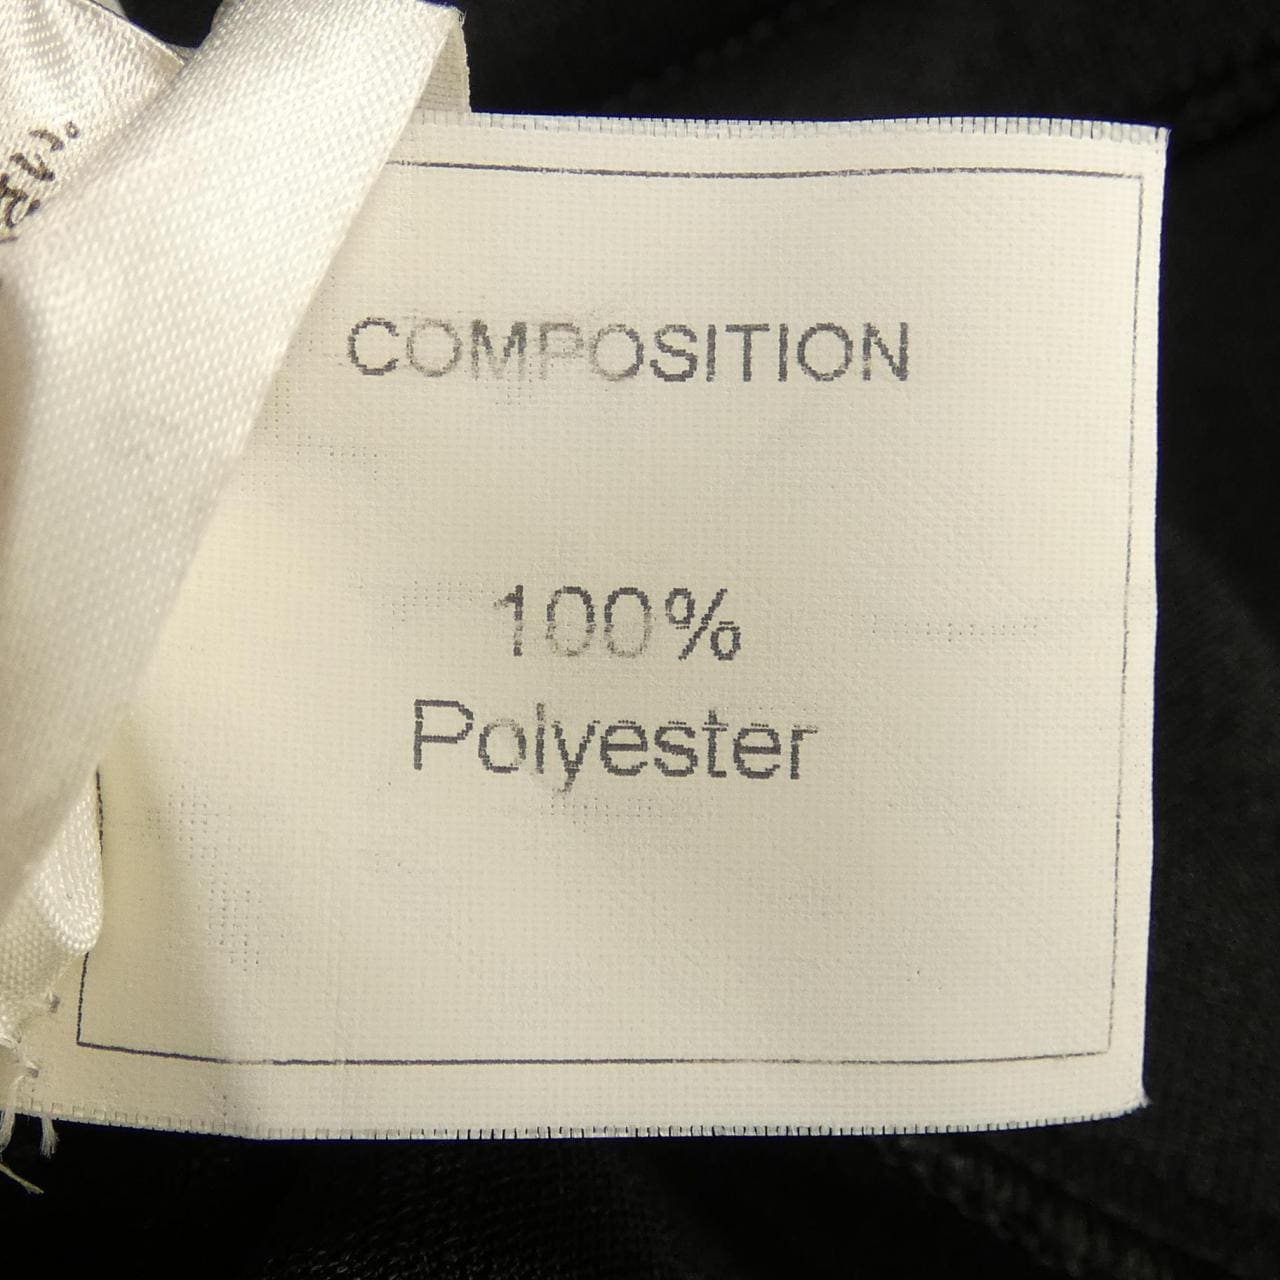 COMPOSITION
100%
Polyester